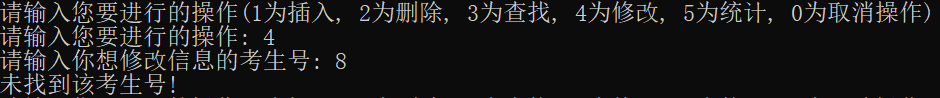 请输入您要进行的操作(1为插入, 2为删除, 3为查找, 4为修改, 5为统计, 0为取消操作)
请输入您要进行的操作: 4
请输入你想修改信息的考生号: 8
未找到该考生号!